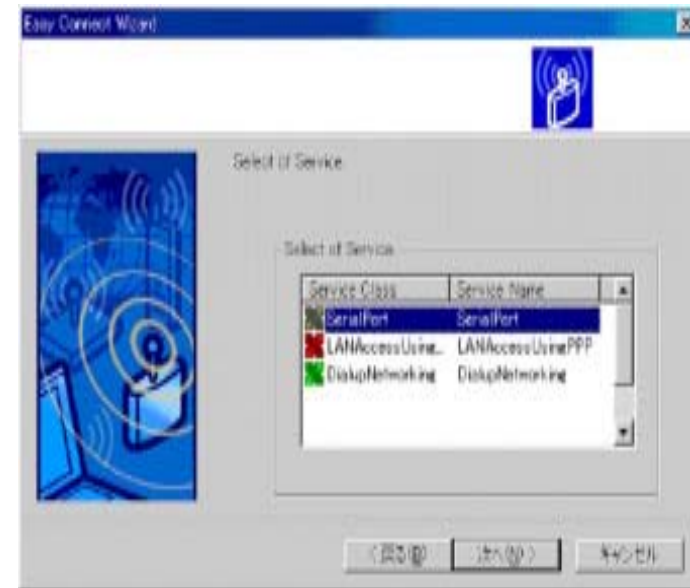 Easy Connect Wizard
Select of Service
Select of Service
Service Class Service Name
SerialPort SerialPort
LANAccessUsing... LANAccessUsingPPP
DialupNetworking DialupNetworking
< 戻る(B) 次へ(N) > キャンセル